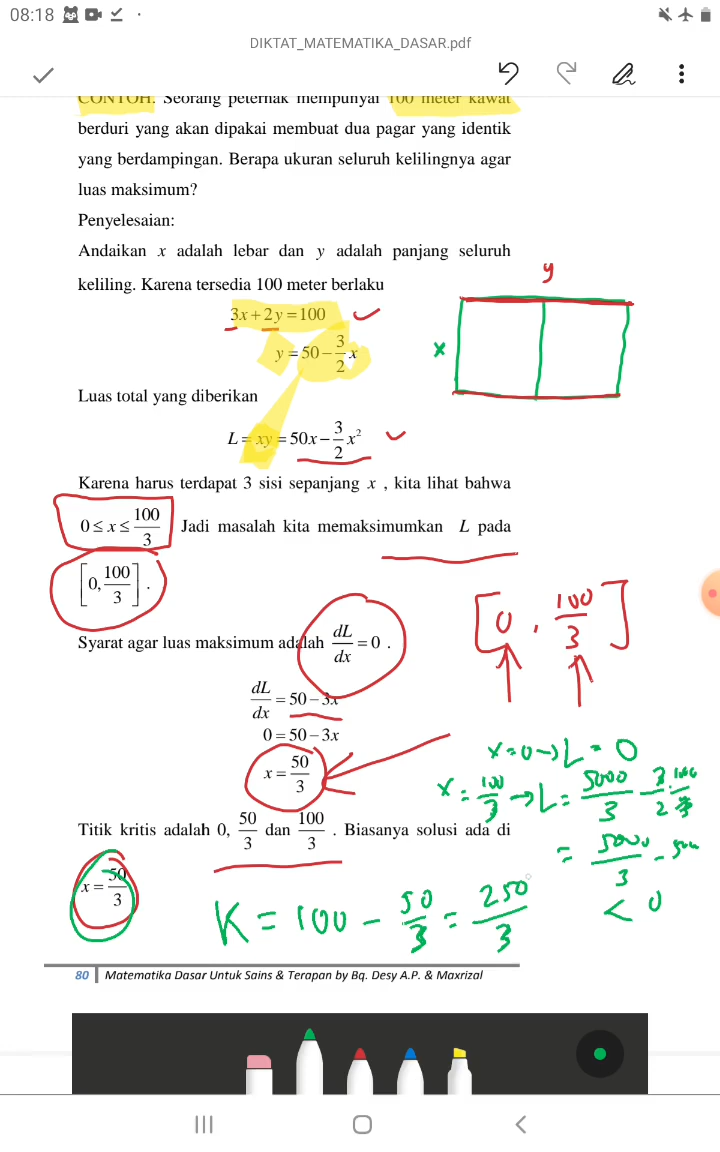 08:18
DIKTAT_MATEMATIKA_DASAR.pdf
CONTOH. Seorang peternak mempunyai 100 meter kawat
berduri yang akan dipakai membuat dua pagar yang identik
yang berdampingan. Berapa ukuran seluruh kelilingnya agar
luas maksimum?
Penyelesaian:
Andaikan x adalah lebar dan y adalah panjang seluruh
keliling. Karena tersedia 100 meter berlaku
3x + 2y = 100
y = 50 − 3/2 x
y
x
Luas total yang diberikan
L = xy = 50x − 3/2 x²
Karena harus terdapat 3 sisi sepanjang x , kita lihat bahwa
0 ≤ x ≤ 100/3 Jadi masalah kita memaksimumkan L pada
[0, 100/3] .
[0, 100/3]
Syarat agar luas maksimum adalah dL/dx = 0 .
dL/dx = 50 − 3x
0 = 50 − 3x
x = 50/3
x = 0 → L = 0
x = 100/3 → L = 5000/3 −
= 5000/3 −
< 0
Titik kritis adalah 0, 50/3 dan 100/3 . Biasanya solusi ada di
x = 50/3
K = 100 − 50/3 = 250/3
80 | Matematika Dasar Untuk Sains & Terapan by Bq. Desy A.P. & Maxrizal